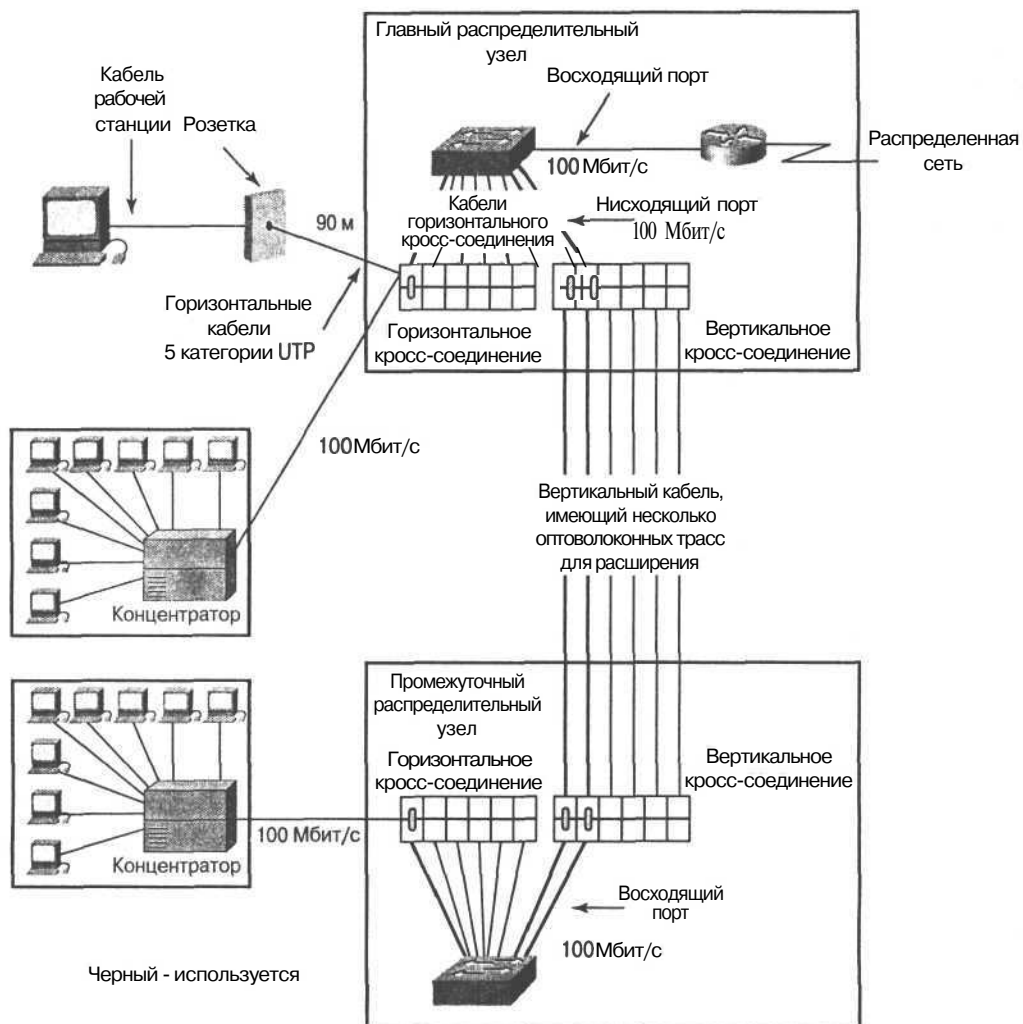 Главный распределительный
узел
Восходящий порт
Кабель
рабочей
станции
Розетка
100 Мбит/с
Распределенная
сеть
Кабели
горизонтального
кросс-соединения
Нисходящий порт
100 Мбит/с
90 м
Горизонтальные
кабели
5 категории UTP
Горизонтальное
кросс-соединение
Вертикальное
кросс-соединение
100Мбит/с
Концентратор
Вертикальный кабель,
имеющий несколько
оптоволоконных трасс
для расширения
Промежуточный
распределительный
узел
Горизонтальное
кросс-соединение
Вертикальное
кросс-соединение
100 Мбит/с
Концентратор
Восходящий
порт
100Мбит/с
Черный - используется